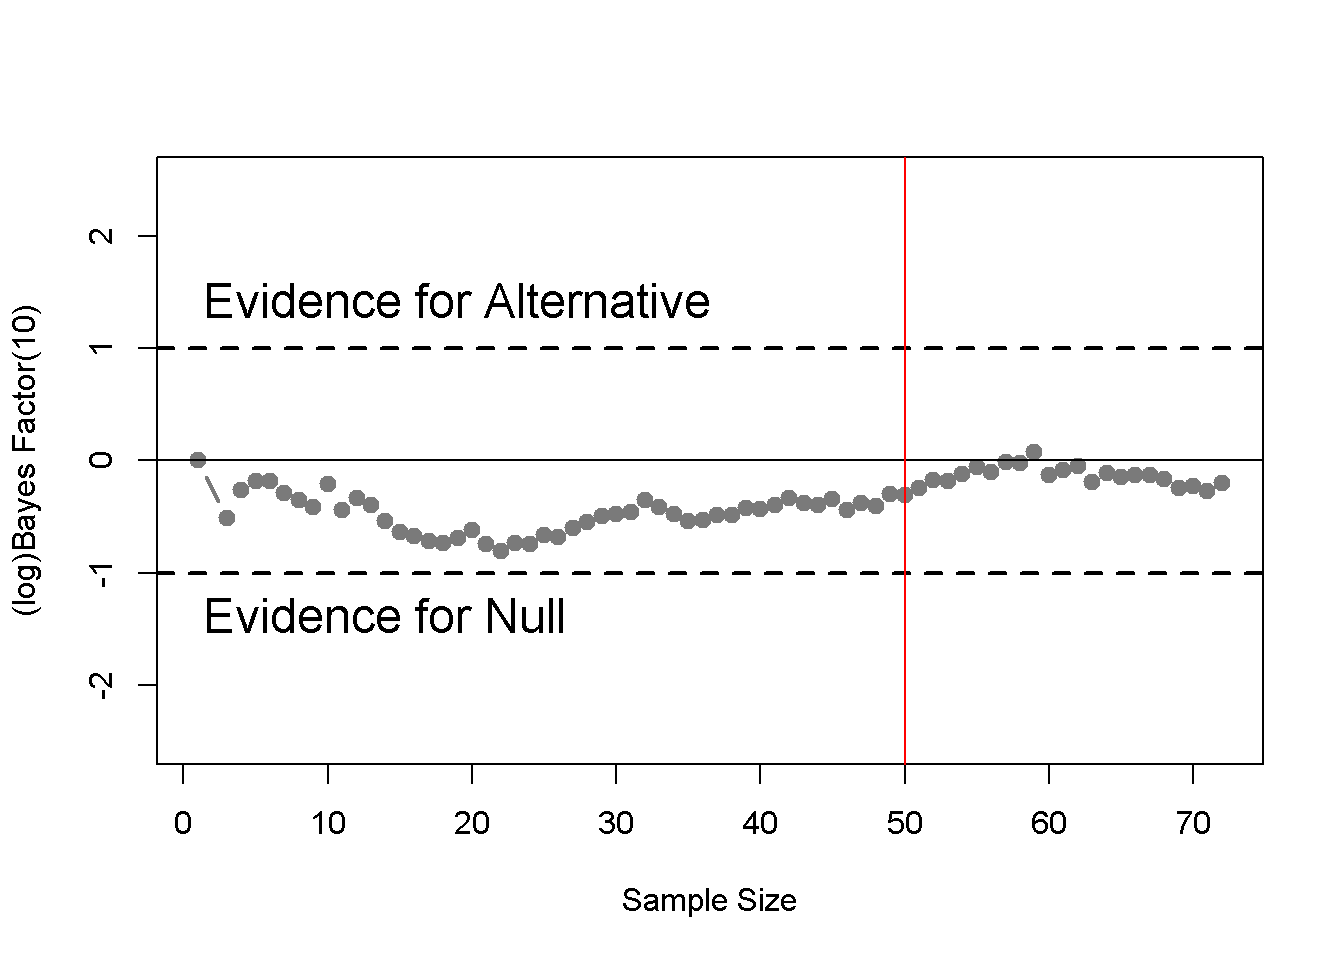 2
Evidence for Alternative
1
0
-1
Evidence for Null
-2
(log)Bayes Factor(10)
0 10 20 30 40 50 60 70
Sample Size